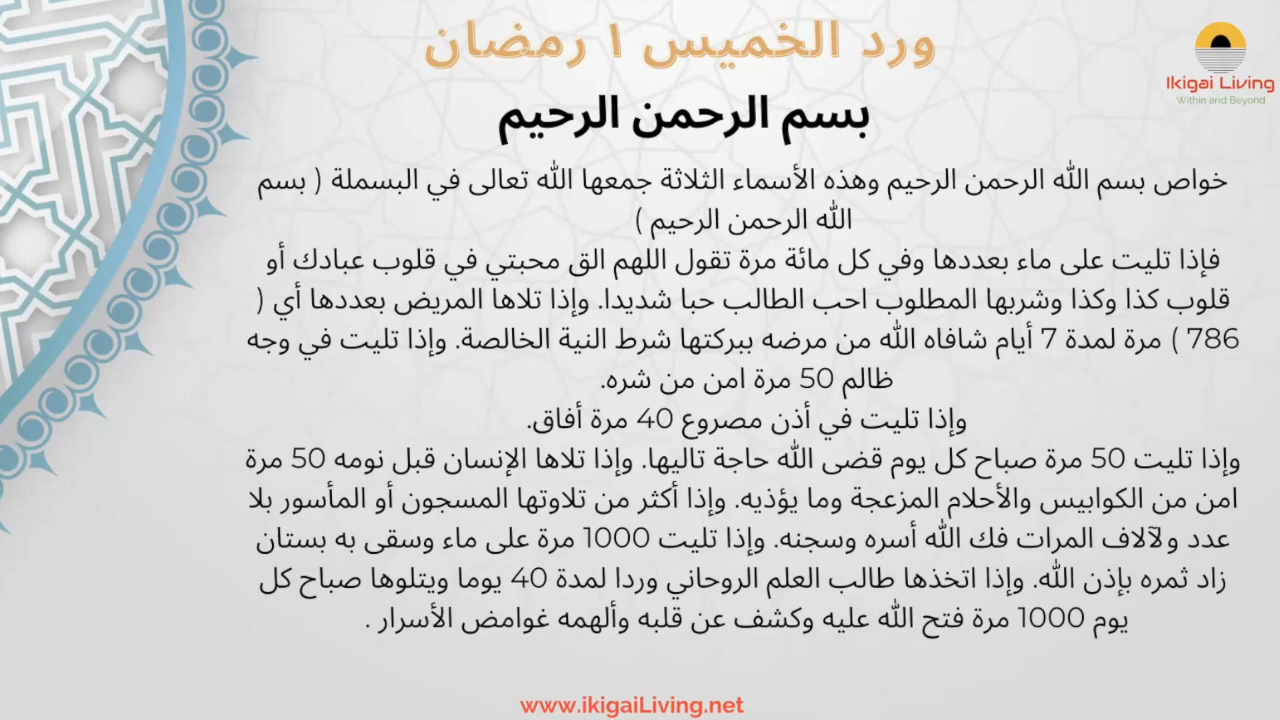 ورد الخميس ١ رمضان
Ikigai Living
Within and Beyond
بسم الرحمن الرحيم
خواص بسم الله الرحمن الرحيم وهذه الأسماء الثلاثة جمعها الله تعالى في البسملة ( بسم
الله الرحمن الرحيم )
فإذا تليت على ماء بعددها وفي كل مائة مرة تقول اللهم الق محبتي في قلوب عبادك أو
قلوب كذا وكذا وشربها المطلوب احب الطالب حبا شديدا. وإذا تلاها المريض بعددها أي (
786 ) مرة لمدة 7 أيام شافاه الله من مرضه ببركتها شرط النية الخالصة. وإذا تليت في وجه
ظالم 50 مرة امن من شره.
وإذا تليت في أذن مصروع 40 مرة أفاق.
وإذا تليت 50 مرة صباح كل يوم قضى الله حاجة تاليها. وإذا تلاها الإنسان قبل نومه 50 مرة
امن من الكوابيس والأحلام المزعجة وما يؤذيه. وإذا أكثر من تلاوتها المسجون أو المأسور بلا
عدد ولآلاف المرات فك الله أسره وسجنه. وإذا تليت 1000 مرة على ماء وسقى به بستان
زاد ثمره بإذن الله. وإذا اتخذها طالب العلم الروحاني وردا لمدة 40 يوما ويتلوها صباح كل
يوم 1000 مرة فتح الله عليه وكشف عن قلبه وألهمه غوامض الأسرار .
www.ikigaiLiving.net